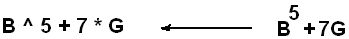 B ^ 5 + 7 * G ← B⁵+7G